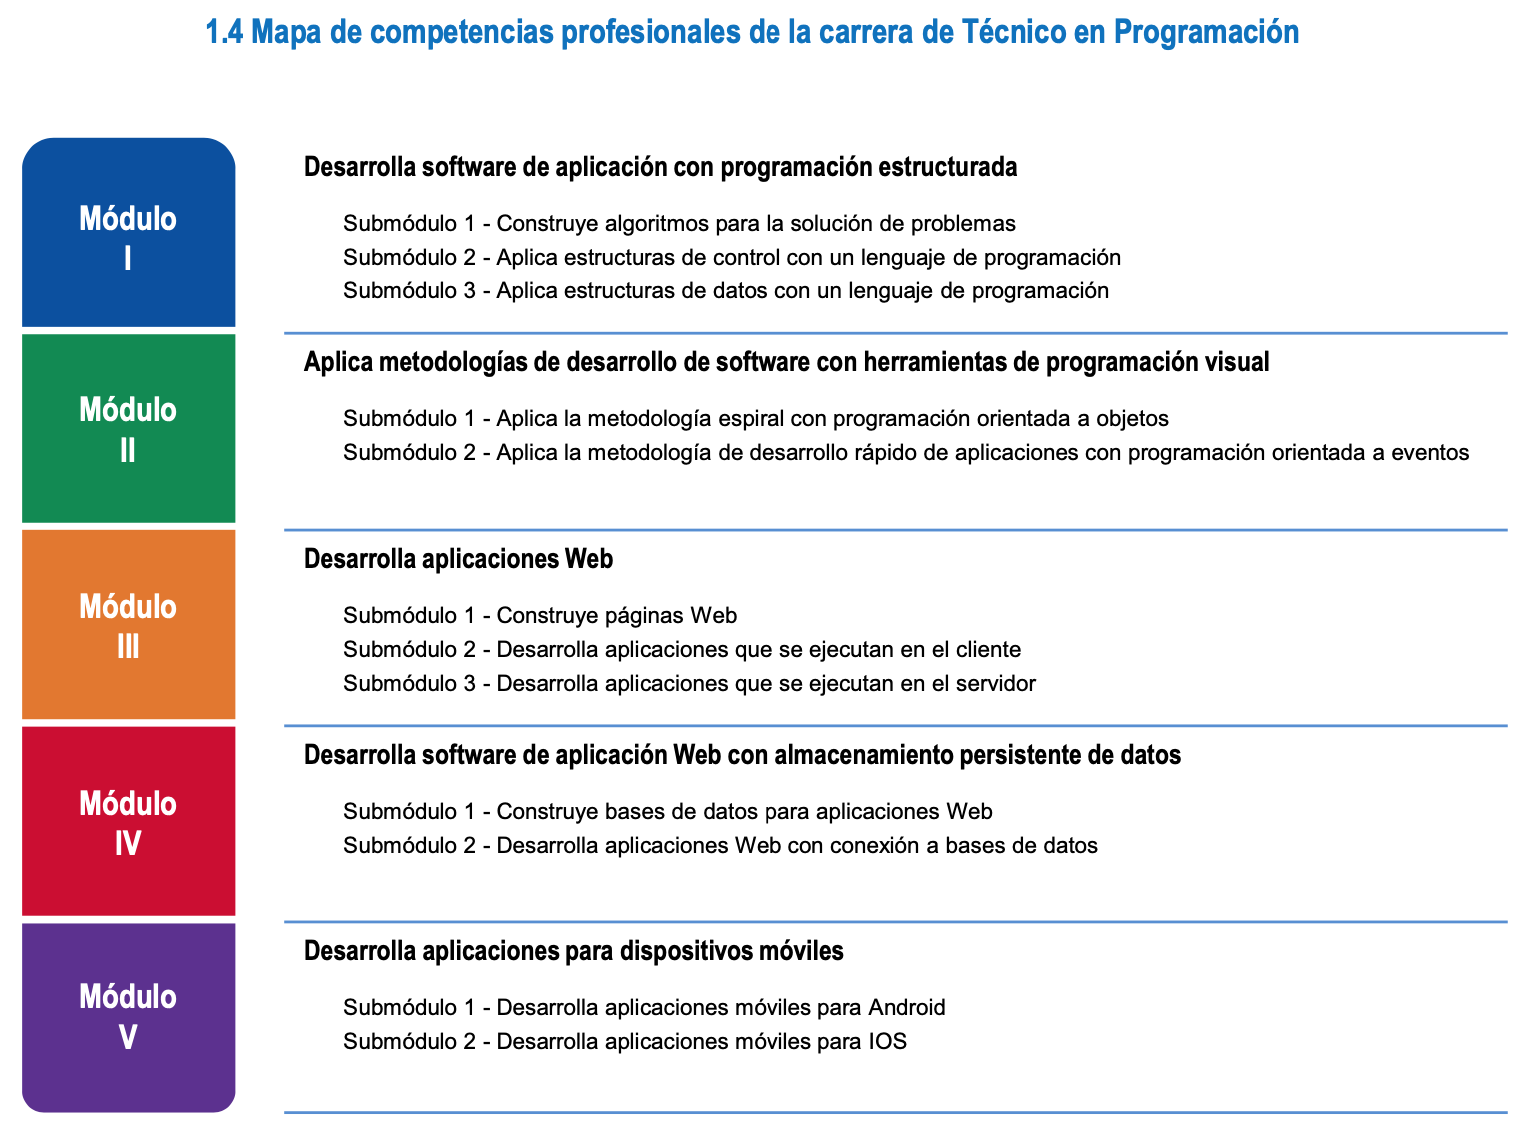 1.4 Mapa de competencias profesionales de la carrera de Técnico en Programación
Módulo
I
Desarrolla software de aplicación con programación estructurada
Submódulo 1 - Construye algoritmos para la solución de problemas
Submódulo 2 - Aplica estructuras de control con un lenguaje de programación
Submódulo 3 - Aplica estructuras de datos con un lenguaje de programación
Módulo
II
Aplica metodologías de desarrollo de software con herramientas de programación visual
Submódulo 1 - Aplica la metodología espiral con programación orientada a objetos
Submódulo 2 - Aplica la metodología de desarrollo rápido de aplicaciones con programación orientada a eventos
Módulo
III
Desarrolla aplicaciones Web
Submódulo 1 - Construye páginas Web
Submódulo 2 - Desarrolla aplicaciones que se ejecutan en el cliente
Submódulo 3 - Desarrolla aplicaciones que se ejecutan en el servidor
Módulo
IV
Desarrolla software de aplicación Web con almacenamiento persistente de datos
Submódulo 1 - Construye bases de datos para aplicaciones Web
Submódulo 2 - Desarrolla aplicaciones Web con conexión a bases de datos
Módulo
V
Desarrolla aplicaciones para dispositivos móviles
Submódulo 1 - Desarrolla aplicaciones móviles para Android
Submódulo 2 - Desarrolla aplicaciones móviles para IOS